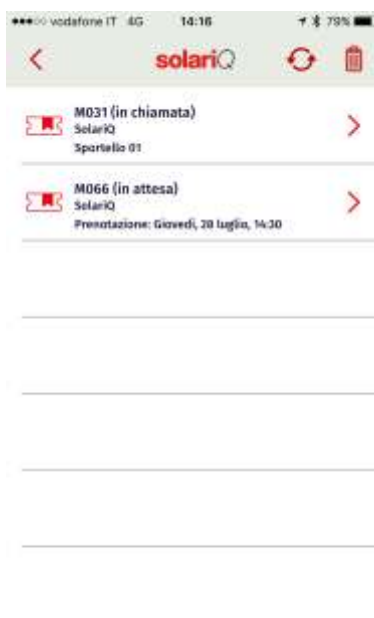 vodafone IT 4G 14:16 79%
solariQ
M031 (in chiamata)
SolariQ
Sportello 01
M066 (in attesa)
SolariQ
Prenotazione: Giovedì, 28 luglio, 14:30